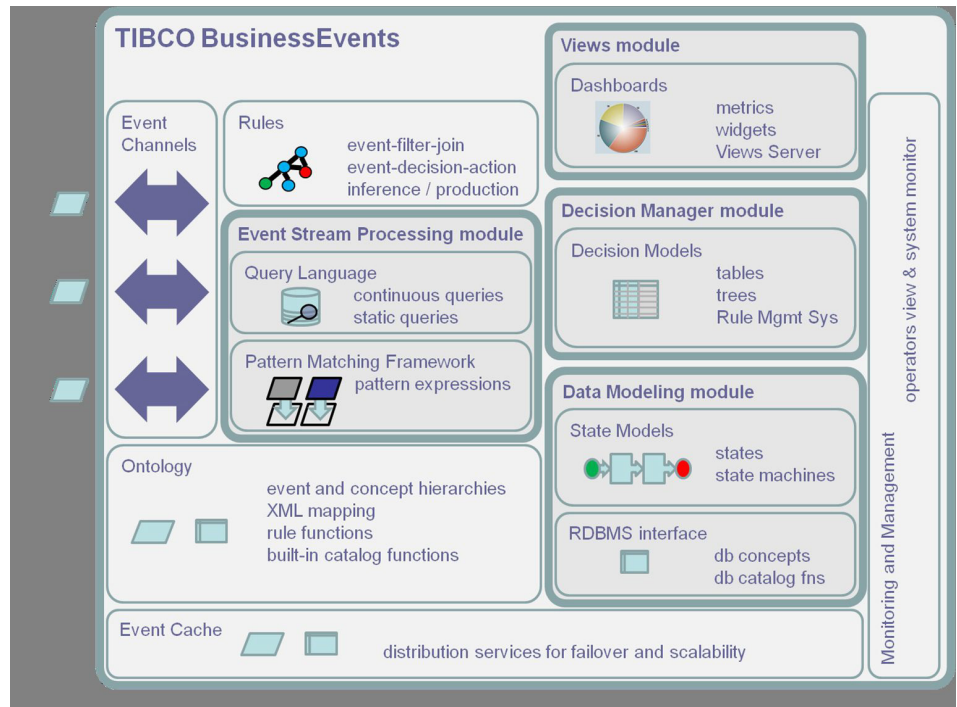 TIBCO BusinessEvents
Event
Channels
Rules
event-filter-join
event-decision-action
inference / production
Event Stream Processing module
Query Language
continuous queries
static queries
Pattern Matching Framework
pattern expressions
Ontology
event and concept hierarchies
XML mapping
rule functions
built-in catalog functions
Event Cache
distribution services for failover and scalability
Views module
Dashboards
metrics
widgets
Views Server
Decision Manager module
Decision Models
tables
trees
Rule Mgmt Sys
Data Modeling module
State Models
states
state machines
RDBMS interface
db concepts
db catalog fns
Monitoring and Management
operators view & system monitor